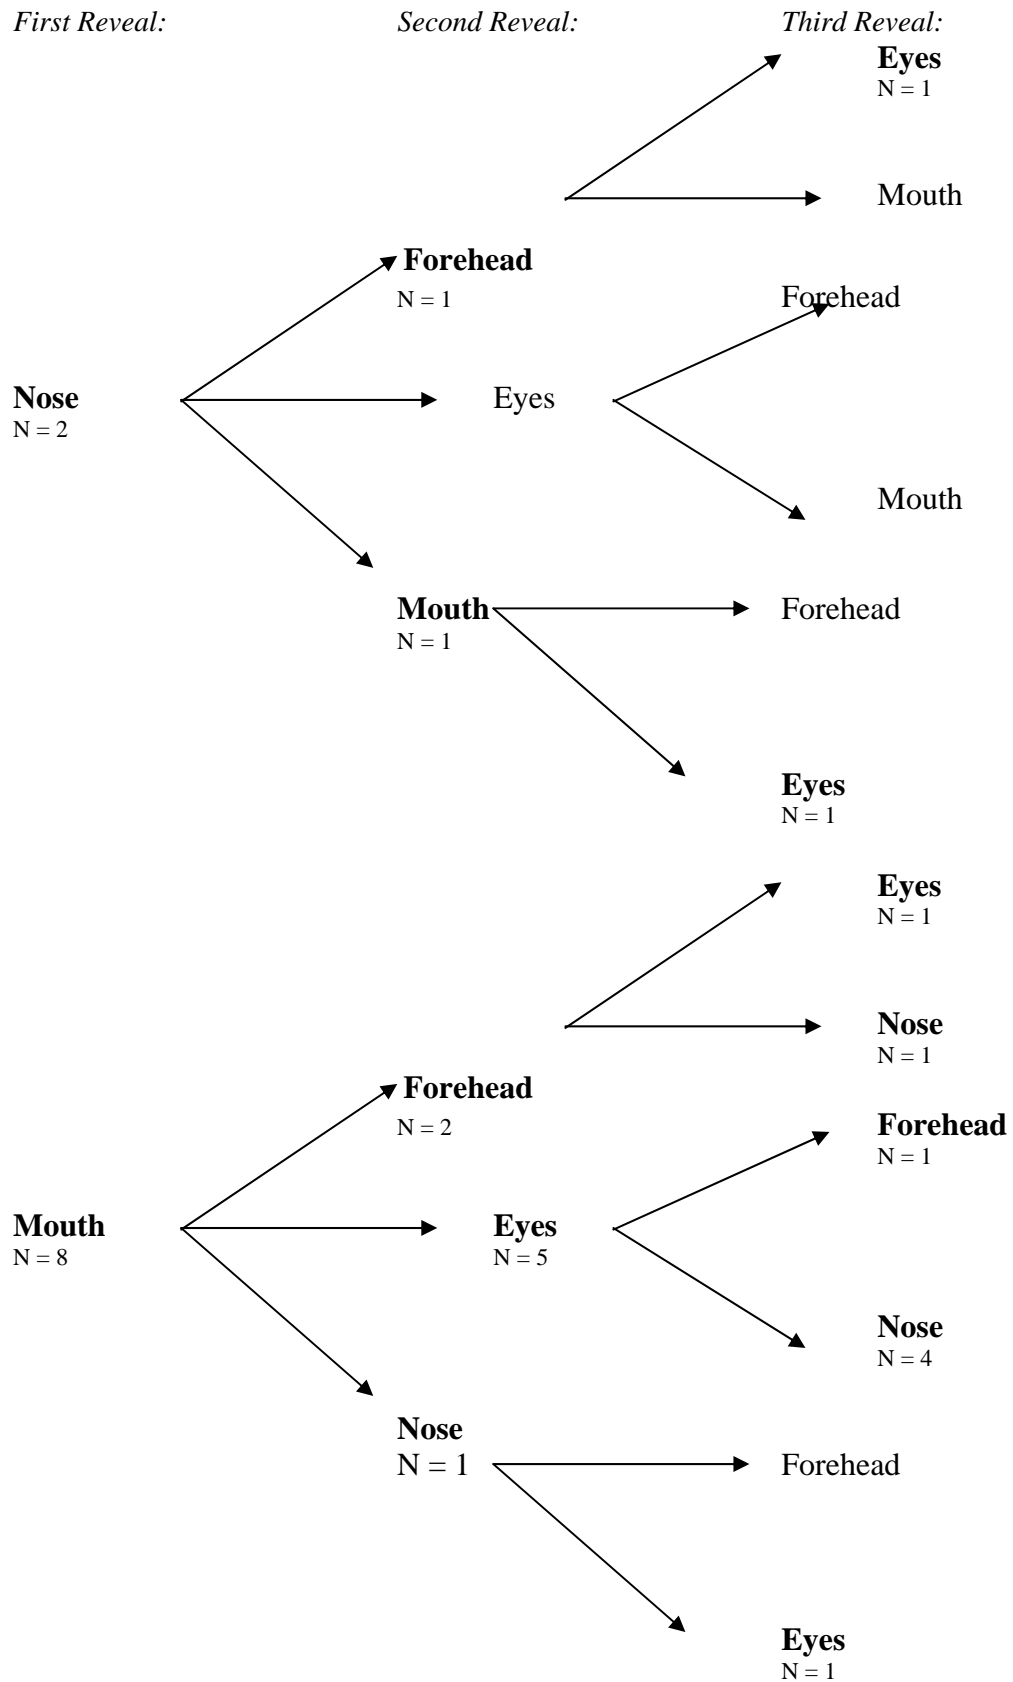 First Reveal: Second Reveal: Third Reveal:
Eyes
N = 1
Mouth
Forehead
N = 1
Forehead
Nose
N = 2
Eyes
Mouth
Mouth
N = 1
Forehead
Eyes
N = 1
Eyes
N = 1
Nose
N = 1
Forehead
N = 2
Forehead
N = 1
Mouth
N = 8
Eyes
N = 5
Nose
N = 4
Nose
N = 1
Forehead
Eyes
N = 1